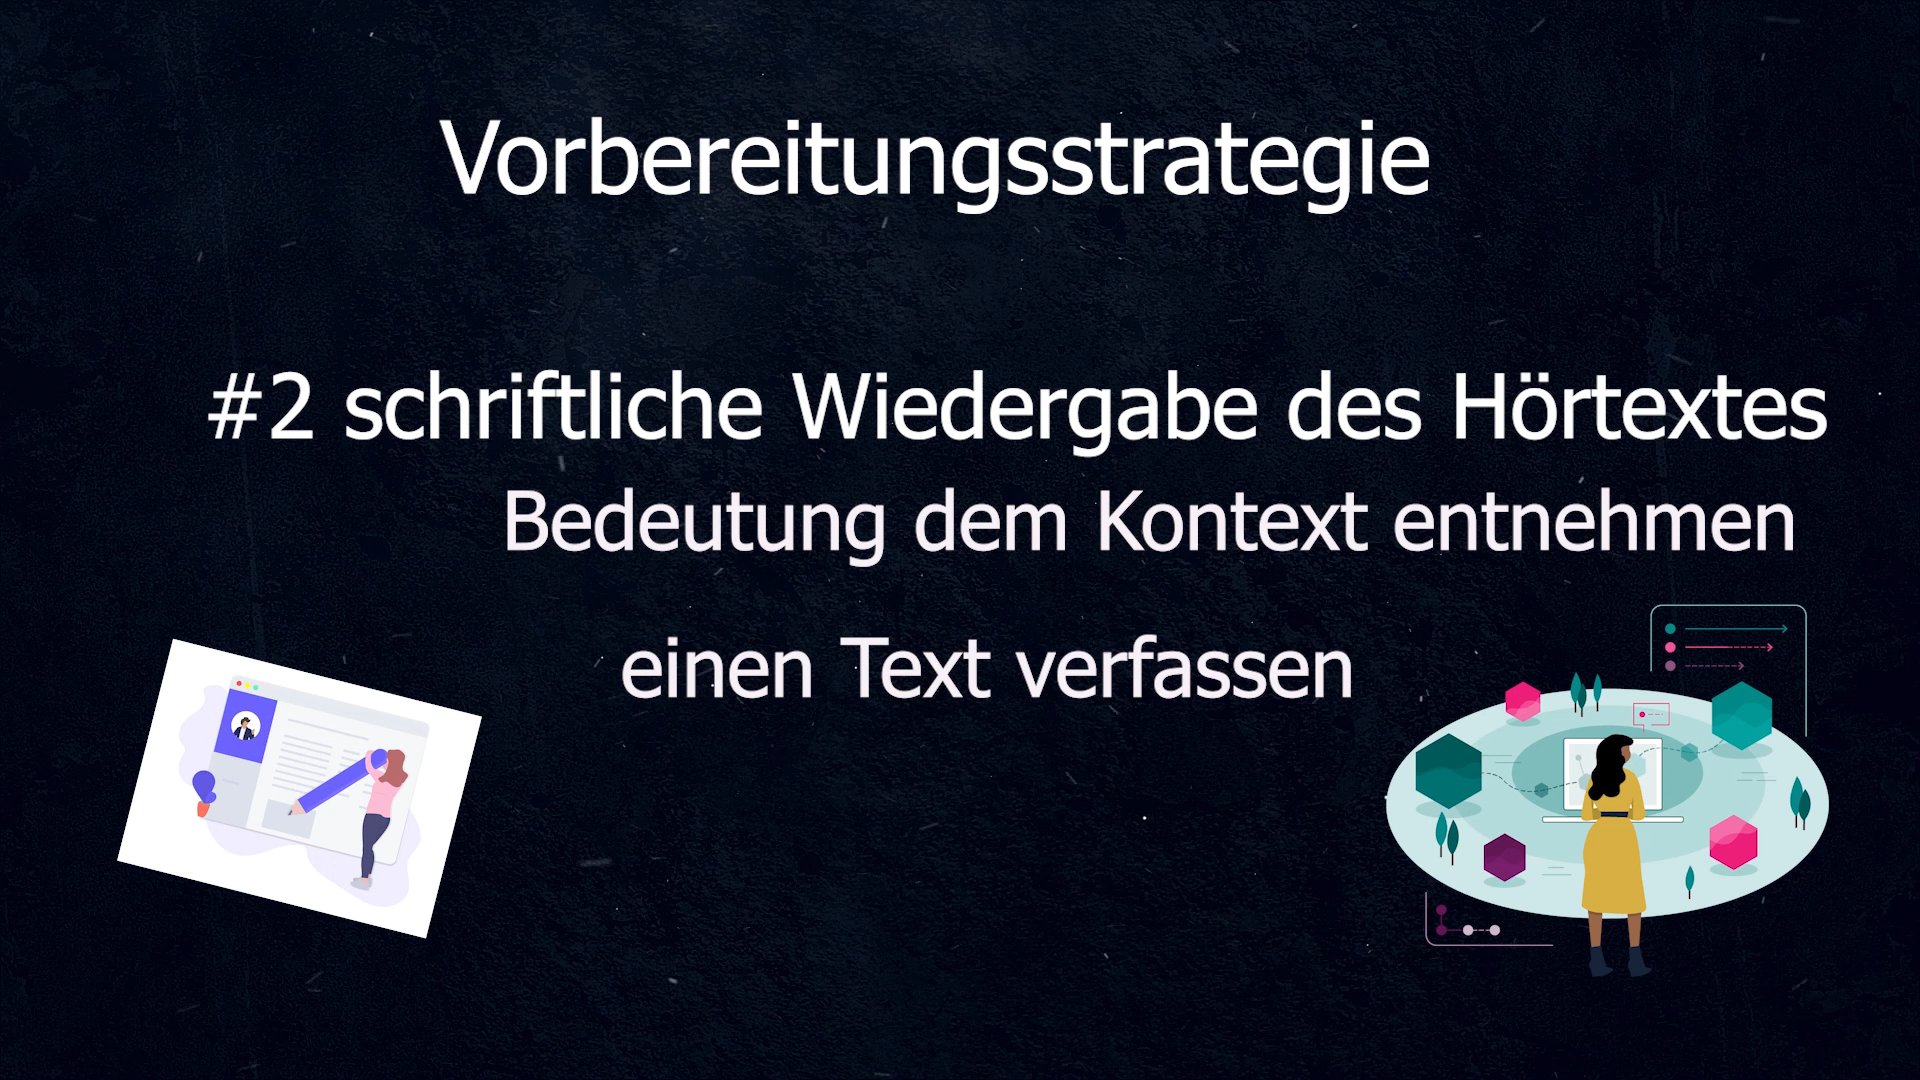 Vorbereitungsstrategie
#2 schriftliche Wiedergabe des Hörtextes
Bedeutung dem Kontext entnehmen
einen Text verfassen